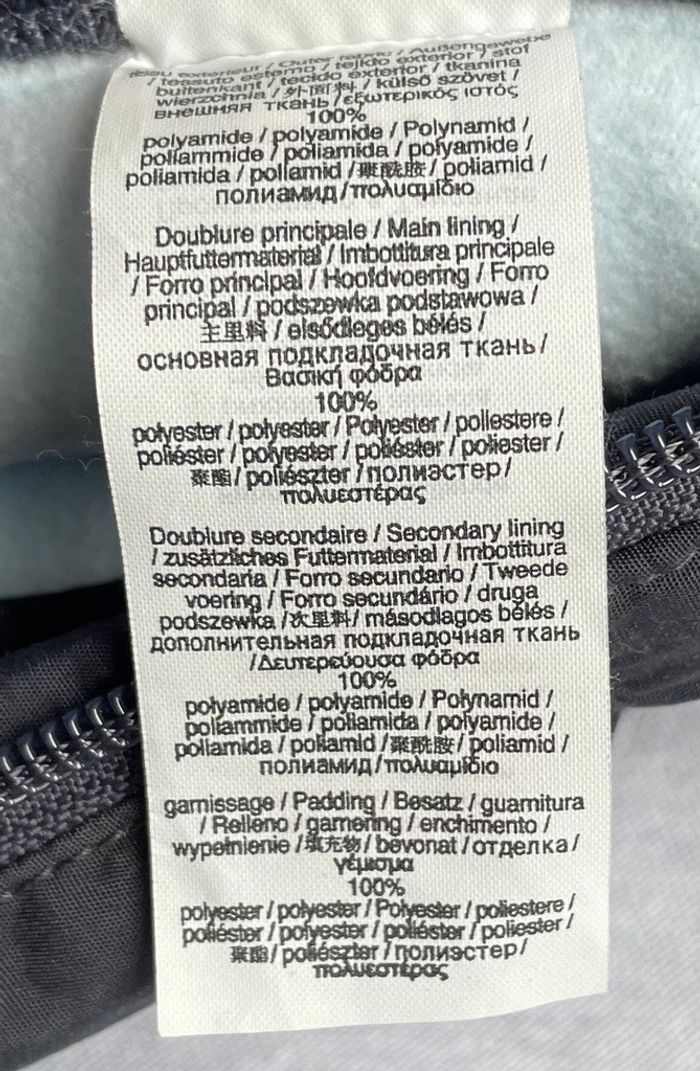 tissu extérieur / Outer fabric / Außengewebe
/ tessuto esterno / tejido exterior / stof
buitenkant / tecido exterior / tkanina
wierzchnia / 外面料 / külső szövet /
внешняя ткань / εξωτερικός ιστός
100%
polyamide / polyamide / Polynamid /
poliammide / poliamida / polyamide /
poliamida / poliamid / 聚酰胺 / poliamid /
полиамид / πολυαμίδιο
Doublure principale / Main lining /
Hauptfuttermaterial / Imbottitura principale
/ Forro principal / Hoofdvoering / Forro
principal / podszewka podstawowa /
主里料 / elsődleges bélés /
основная подкладочная ткань /
Βασική φόδρα
100%
polyester / polyester / Polyester / poliestere /
poliéster / polyester / poliéster / poliester /
聚酯 / poliészter / полиэстер /
πολυεστέρας
Doublure secondaire / Secondary lining
/ zusätzliches Futtermaterial / Imbottitura
secondaria / Forro secundario / Tweede
voering / Forro secundário / druga
podszewka / 次里料 / másodlagos bélés /
дополнительная подкладочная ткань
/ Δευτερεύουσα φόδρα
100%
polyamide / polyamide / Polynamid /
poliammide / poliamida / polyamide /
poliamida / poliamid / 聚酰胺 / poliamid /
полиамид / πολυαμίδιο
garnissage / Padding / Besatz / guarnitura
/ Relleno / garnering / enchimento /
wypełnienie / 填充物 / bevonat / отделка /
γέμισμα
100%
polyester / polyester / Polyester / poliestere /
poliéster / polyester / poliéster / poliester /
聚酯 / poliészter / полиэстер /
πολυεστέρας